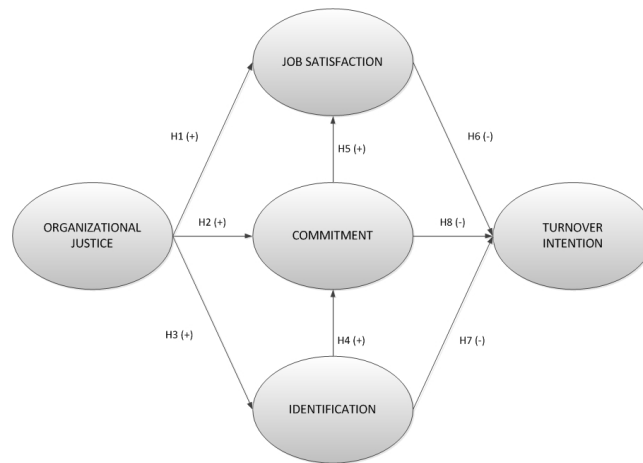 JOB SATISFACTION
H1 (+)
H6 (-)
H5 (+)
ORGANIZATIONAL
JUSTICE
H2 (+)
COMMITMENT
H8 (-)
TURNOVER
INTENTION
H3 (+)
H4 (+)
H7 (-)
IDENTIFICATION